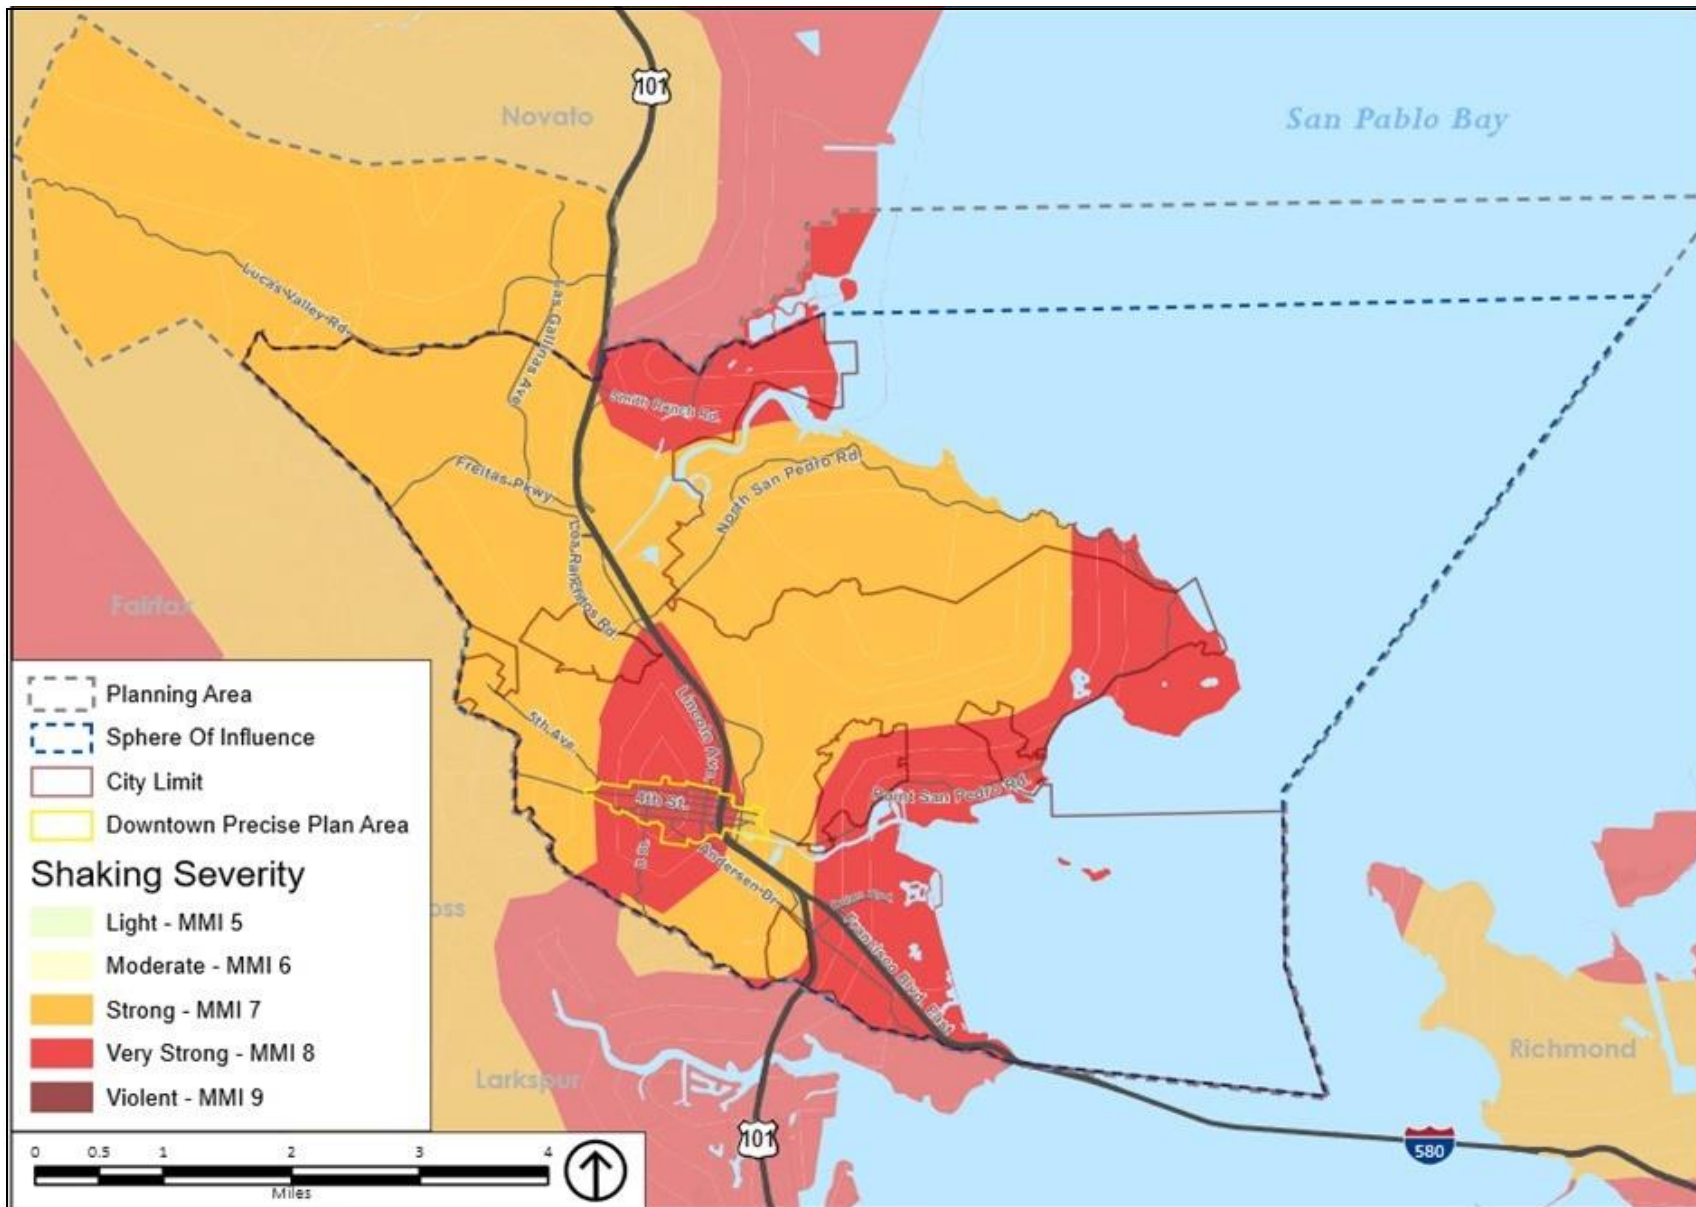 101
Novato
San Pablo Bay
Lucas Valley Rd.
Las Gallinas Ave
Smith Ranch Rd.
Freitas Pkwy
North San Pedro Rd.
Los Ranchitos Rd.
Fairfax
Planning Area
Sphere Of Influence
City Limit
Downtown Precise Plan Area
Lincoln Ave.
5th Ave.
4th St.
Point San Pedro Rd.
Andersen Dr.
Francisco Blvd. East
oss
Shaking Severity
Light - MMI 5
Moderate - MMI 6
Strong - MMI 7
Very Strong - MMI 8
Violent - MMI 9
Larkspur
Richmond
101
580
0 0.5 1 2 3 4
Miles